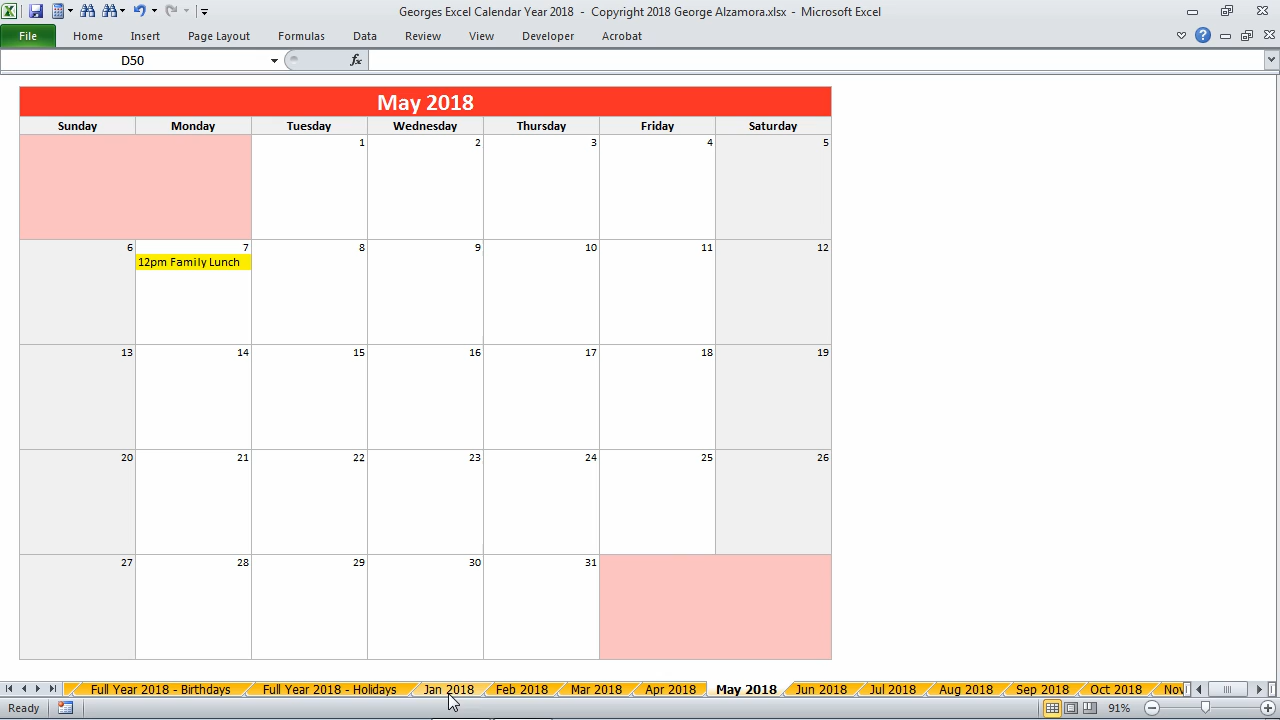 Georges Excel Calendar Year 2018 - Copyright 2018 George Alzamora.xlsx - Microsoft Excel
File Home Insert Page Layout Formulas Data Review View Developer Acrobat
D50 fx
May 2018
Sunday Monday Tuesday Wednesday Thursday Friday Saturday
1 2 3 4 5
6 7 8 9 10 11 12
12pm Family Lunch
13 14 15 16 17 18 19
20 21 22 23 24 25 26
27 28 29 30 31
Full Year 2018 - Birthdays Full Year 2018 - Holidays Jan 2018 Feb 2018 Mar 2018 Apr 2018 May 2018 Jun 2018 Jul 2018 Aug 2018 Sep 2018 Oct 2018 Nov
Ready 91%